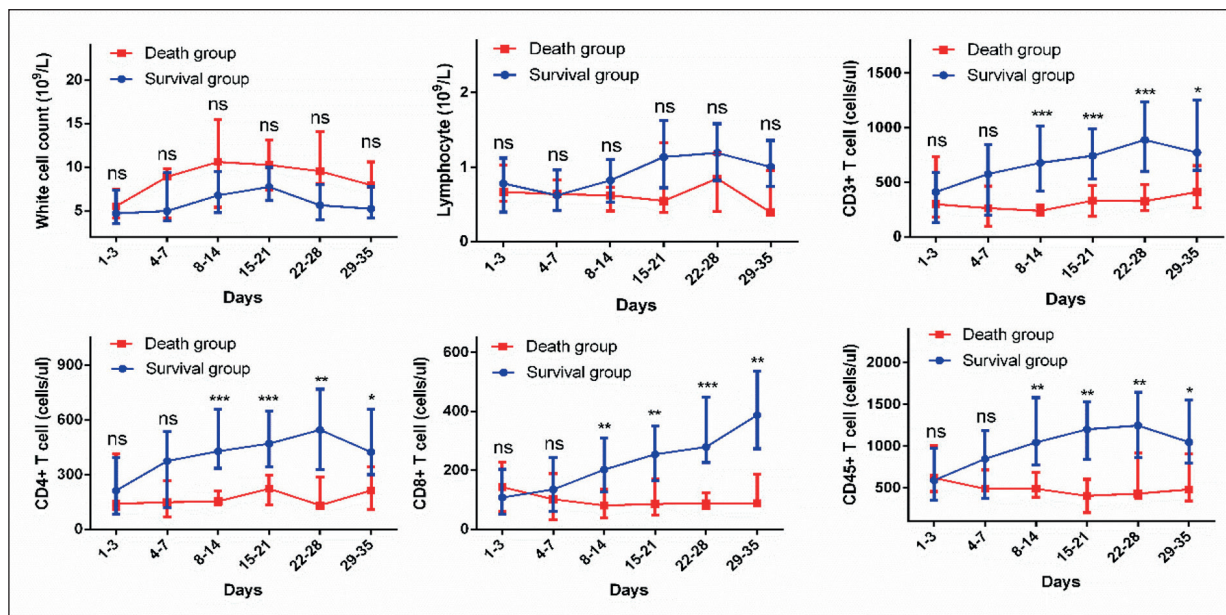 Death group
Survival group
White cell count (10⁹/L)
20
15
10
5
ns
ns
ns
ns
ns
ns
1-3
4-7
8-14
15-21
22-28
29-35
Days
Death group
Survival group
Lymphocyte (10⁹/L)
2
1
0
ns
ns
ns
ns
ns
ns
1-3
4-7
8-14
15-21
22-28
29-35
Days
Death group
Survival group
CD3+ T cell (cells/ul)
1500
1000
500
0
ns
ns
***
***
***
*
1-3
4-7
8-14
15-21
22-28
29-35
Days
Death group
Survival group
CD4+ T cell (cells/ul)
900
600
300
0
ns
ns
***
***
**
*
1-3
4-7
8-14
15-21
22-28
29-35
Days
Death group
Survival group
CD8+ T cell (cells/ul)
600
400
200
0
ns
ns
**
**
***
**
1-3
4-7
8-14
15-21
22-28
29-35
Days
Death group
Survival group
CD45+ T cell (cells/ul)
2000
1500
1000
500
ns
ns
**
**
**
*
1-3
4-7
8-14
15-21
22-28
29-35
Days